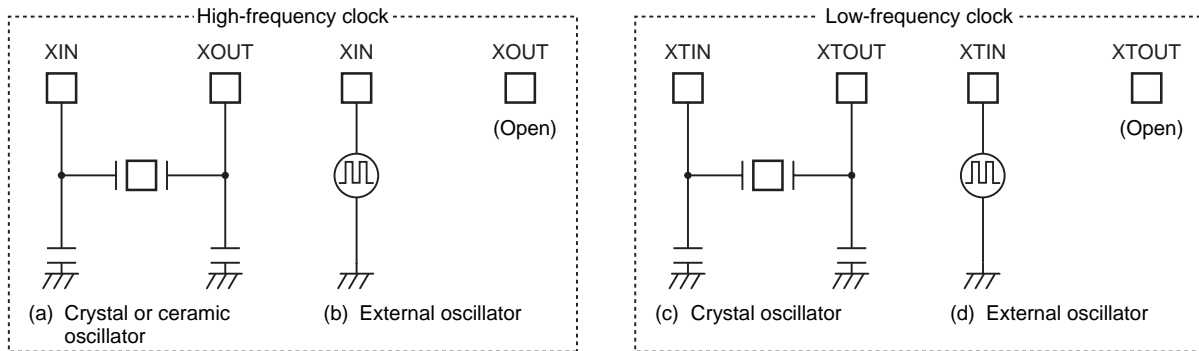 High-frequency clock
Low-frequency clock
XIN XOUT XIN XOUT
XTIN XTOUT XTIN XTOUT
(Open)
(Open)
(a) Crystal or ceramic
oscillator
(b) External oscillator
(c) Crystal oscillator
(d) External oscillator